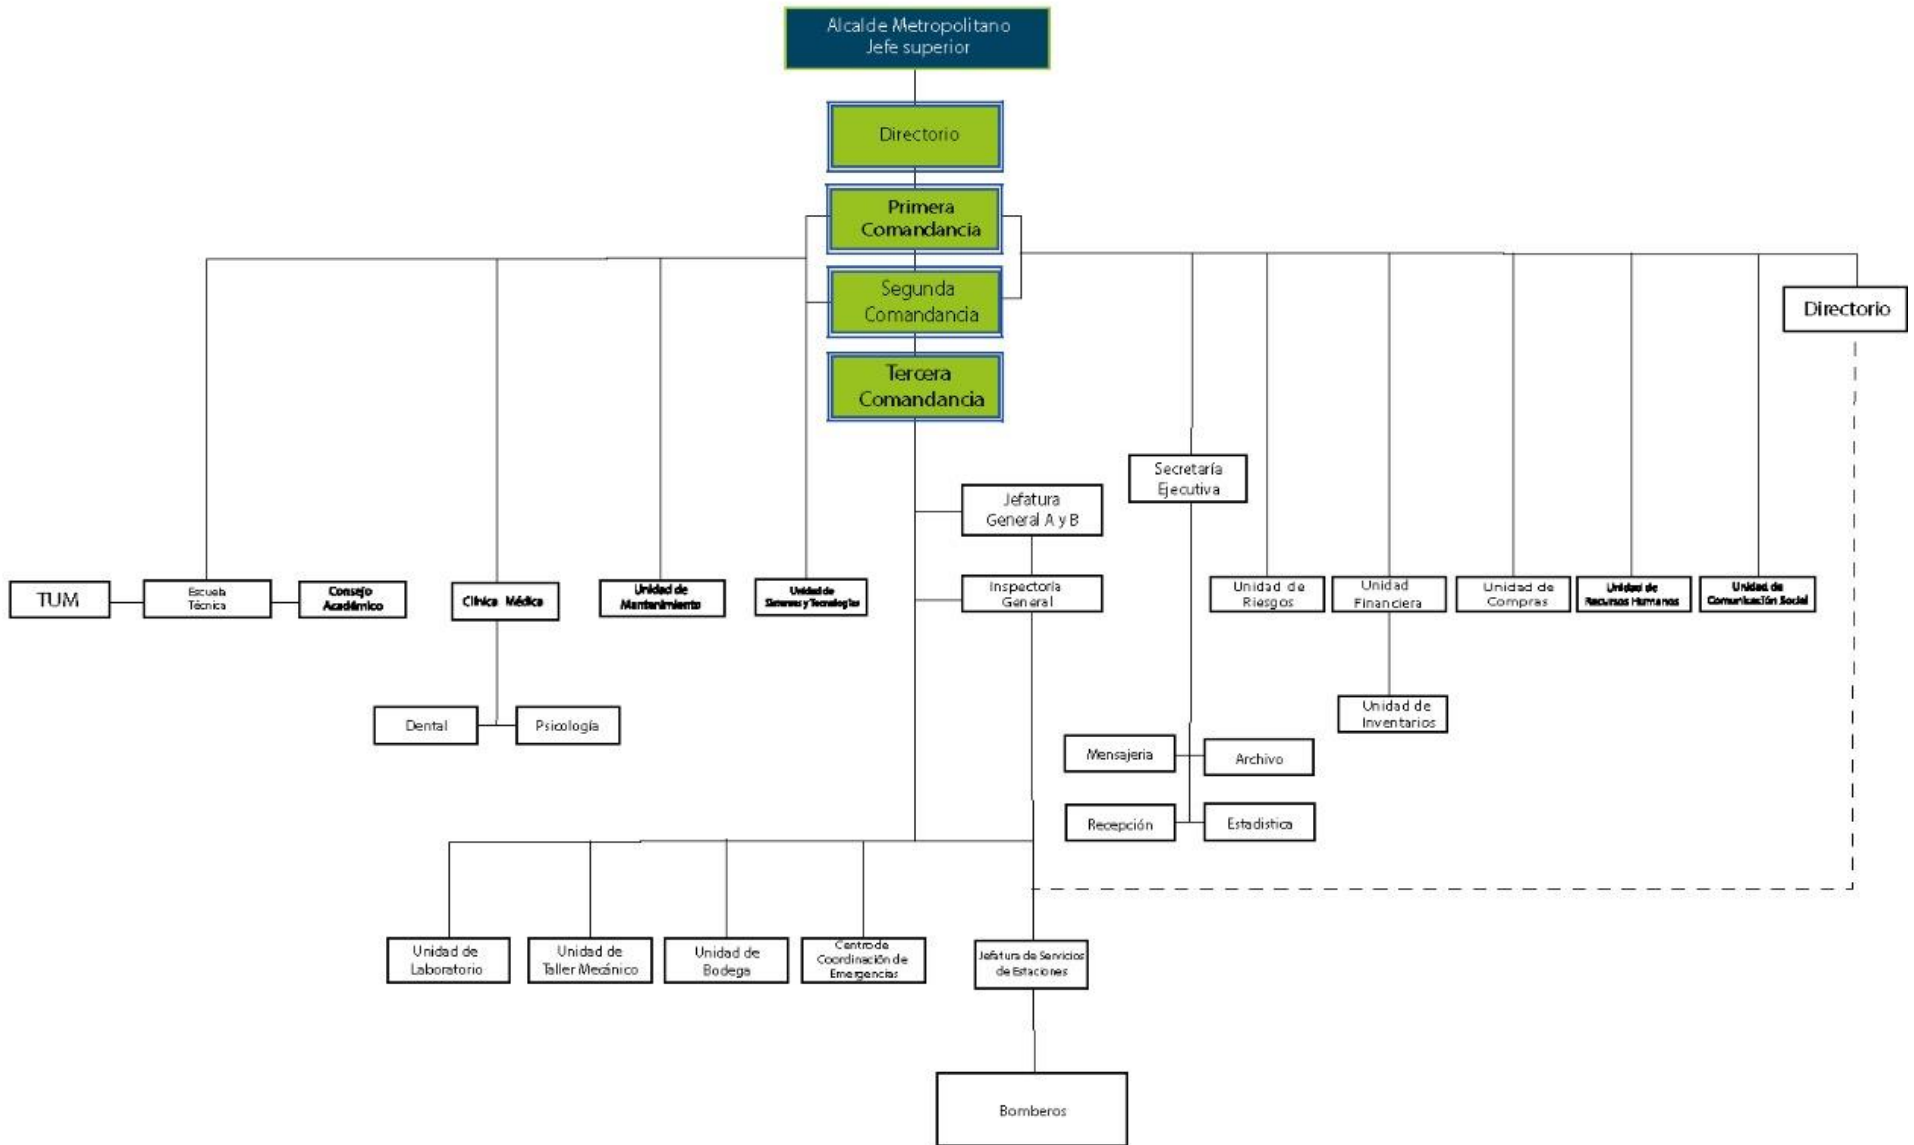 Alcalde Metropolitano
Jefe superior
Directorio
Primera
Comandancia
Segunda
Comandancia
Directorio
Tercera
Comandancia
Secretaría
Ejecutiva
Jefatura
General A y B
TUM
Escuela
Técnica
Consejo
Académico
Clínica Médica
Unidad de
Mantenimiento
Unidad de
Sistemas y Tecnologías
Inspectoría
General
Unidad de
Riesgos
Unidad
Financiera
Unidad de
Compras
Unidad de
Recursos Humanos
Unidad de
Comunicación Social
Dental
Psicología
Unidad de
Inventarios
Mensajeria
Archivo
Recepción
Estadistica
Unidad de
Laboratorio
Unidad de
Taller Mecánico
Unidad de
Bodega
Centro de
Coordinación de
Emergencias
Jefatura de Servicios
de Estaciones
Bomberos